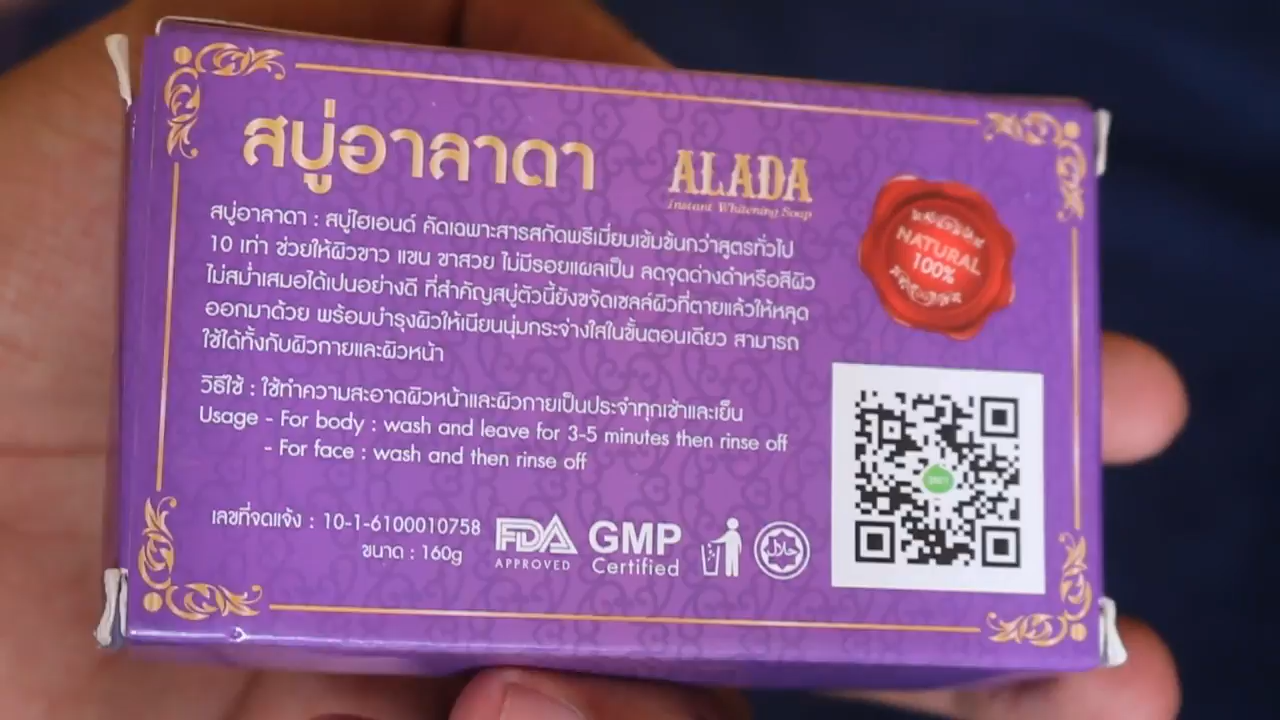 สบู่อาลาดา
ALADA
Instant Whitening Soap
สบู่อาลาดา : สบู่ไฮเอนด์ คัดเฉพาะสารสกัดพรีเมี่ยมเข้มข้นกว่าสูตรทั่วไป
10 เท่า ช่วยให้ผิวขาว แขน ขาสวย ไม่มีรอยแผลเป็น ลดจุดด่างดำหรือสีผิว
ไม่สม่ำเสมอได้เปนอย่างดี ที่สำคัญสบู่ตัวนี้ยังขจัดเซลล์ผิวที่ตายแล้วให้หลุด
ออกมาด้วย พร้อมบำรุงผิวให้เนียนนุ่มกระจ่างใสในขั้นตอนเดียว สามารถ
ใช้ได้ทั้งกับผิวกายและผิวหน้า
NATURAL
100%
วิธีใช้ : ใช้ทำความสะอาดผิวหน้าและผิวกายเป็นประจำทุกเช้าและเย็น
Usage - For body : wash and leave for 3-5 minutes then rinse off
- For face : wash and then rinse off
เลขที่จดแจ้ง : 10-1-6100010758
ขนาด : 160g
FDA
APPROVED
GMP
Certified
حلال